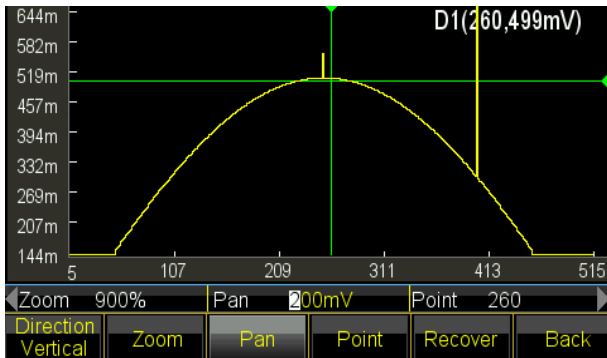 644m
D1(260,499mV)
582m
519m
457m
394m
332m
269m
207m
144m
5 107 209 311 413 515
Zoom 900% Pan 200mV Point 260
Direction Vertical Zoom Pan Point Recover Back